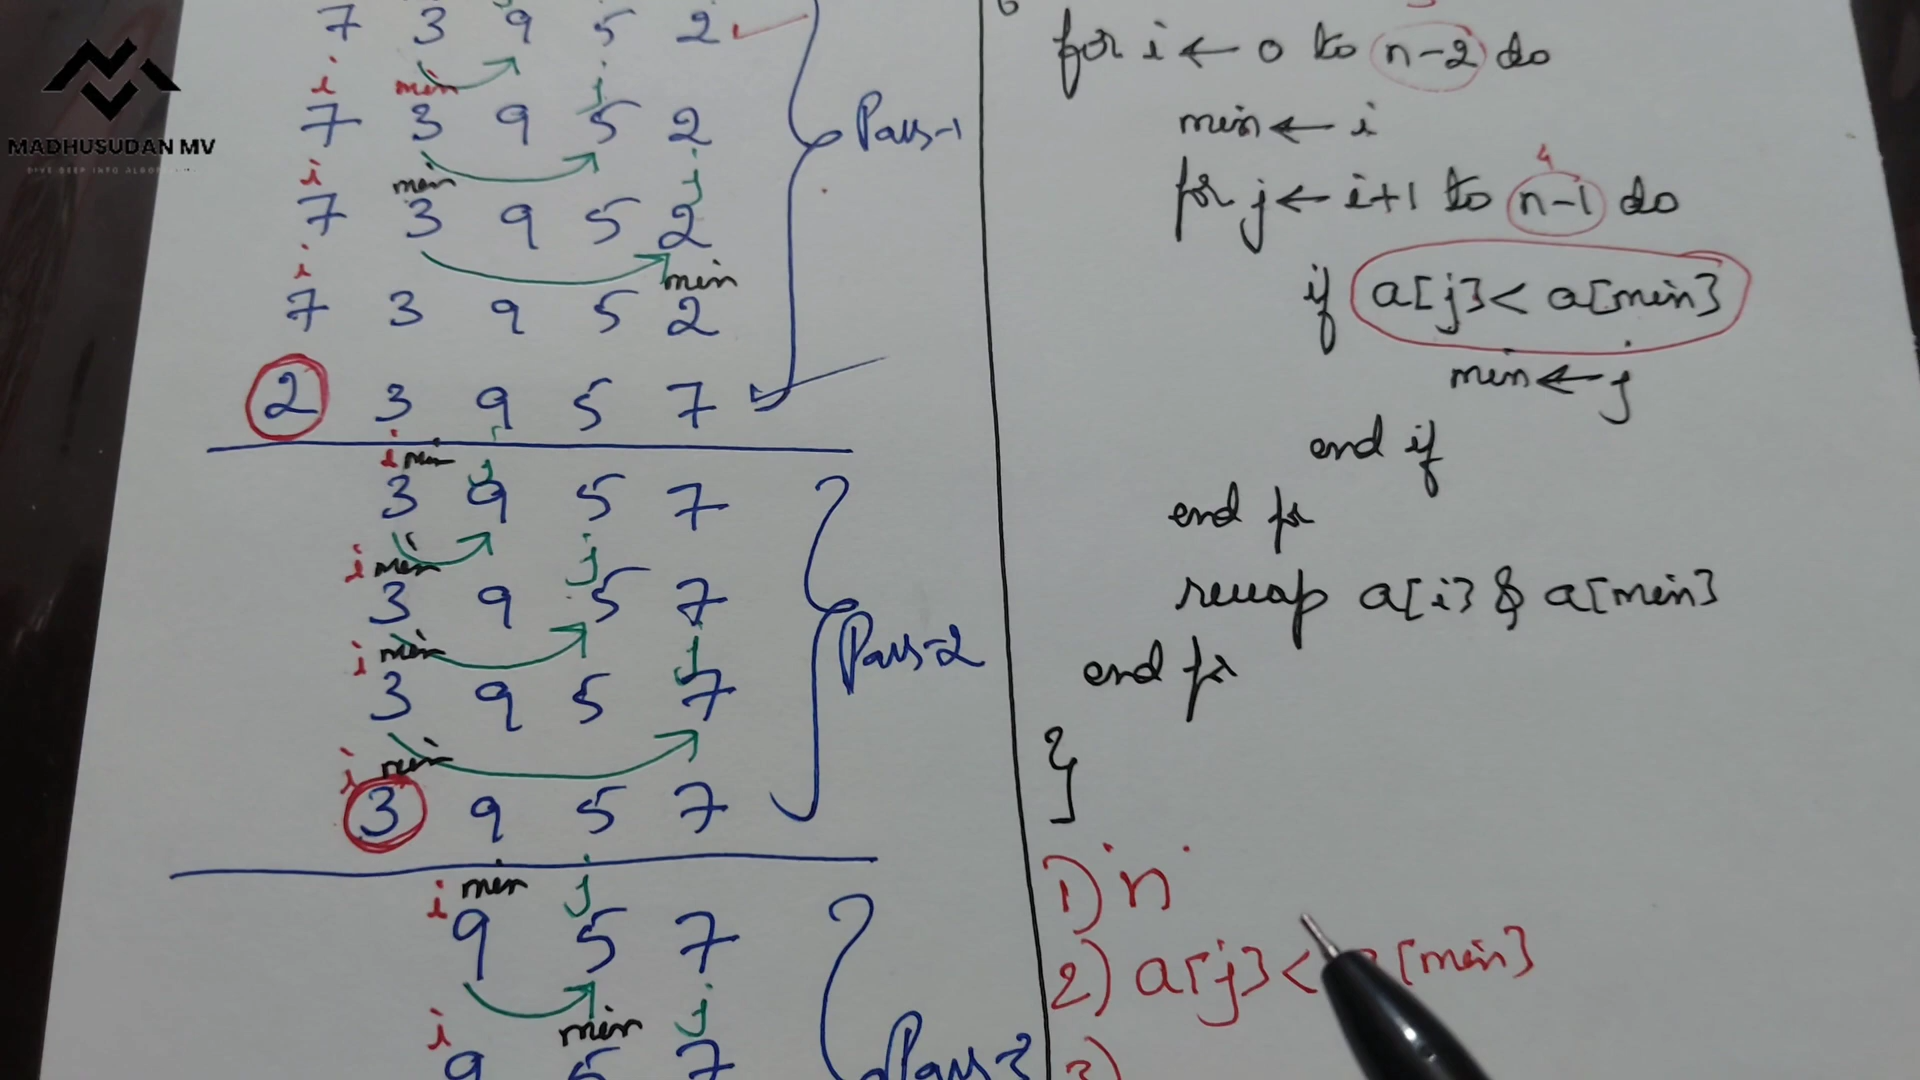 MADHUSUDAN MV
7 3 9 5 2
i min j
7 3 9 5 2
i min j
7 3 9 5 2
i min
7 3 9 5 2
2 3 9 5 7
Pass-1
i min j
3 9 5 7
i min j
3 9 5 7
i min j
3 9 5 7
i min
3 9 5 7
Pass-2
i min j
9 5 7
i min j
9 5 7
Pass-3
for i ← 0 to n-2 do
min ← i
4
for j ← i+1 to n-1 do
if a[j] < a[min]
min ← j
end if
end for
swap a[i] & a[min]
end for
}
1) n
2) a[j] < [min]
3)